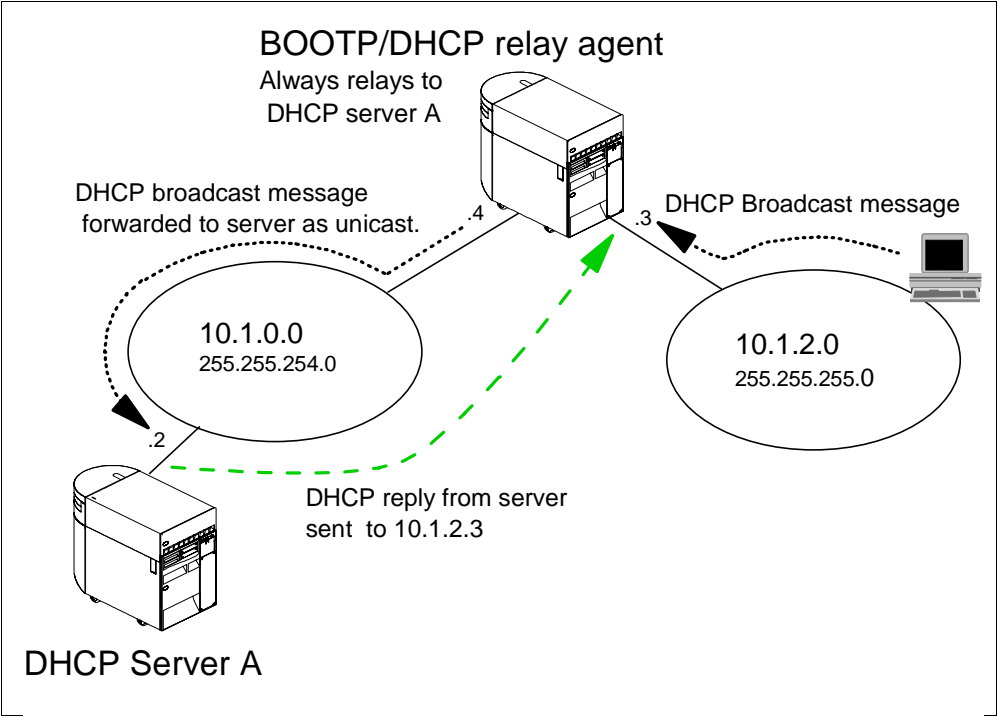 BOOTP/DHCP relay agent
Always relays to
DHCP server A
DHCP broadcast message
forwarded to server as unicast.
.4
.3
DHCP Broadcast message
10.1.0.0
255.255.254.0
10.1.2.0
255.255.255.0
.2
DHCP reply from server
sent to 10.1.2.3
DHCP Server A